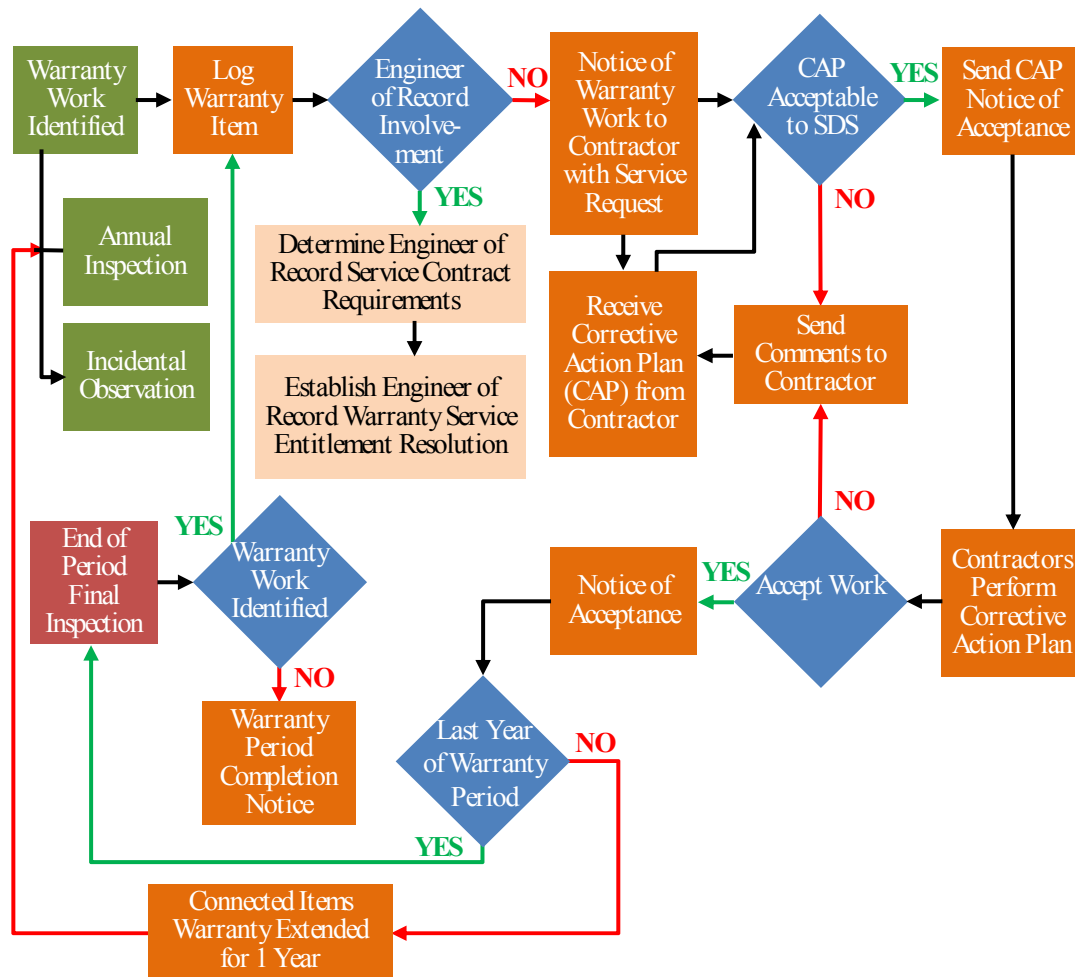 Warranty
Work
Identified
Log
Warranty
Item
Engineer
of Record
Involve-
ment
NO
YES
Notice of
Warranty
Work to
Contractor
with Service
Request
CAP
Acceptable
to SDS
YES
NO
Send CAP
Notice of
Acceptance
Annual
Inspection
Incidental
Observation
Determine Engineer of
Record Service Contract
Requirements
Establish Engineer of
Record Warranty Service
Entitlement Resolution
Receive
Corrective
Action Plan
(CAP) from
Contractor
Send
Comments to
Contractor
NO
End of
Period
Final
Inspection
YES
Warranty
Work
Identified
NO
Warranty
Period
Completion
Notice
Notice of
Acceptance
YES
Accept Work
Contractors
Perform
Corrective
Action Plan
Last Year
of Warranty
Period
NO
YES
Connected Items
Warranty Extended
for 1 Year